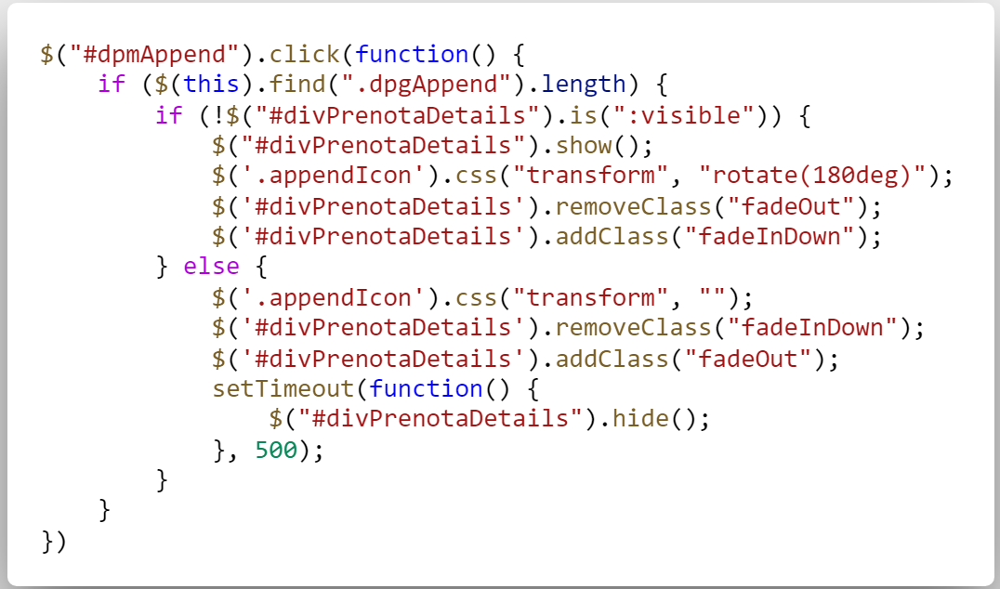 $("#dpmAppend").click(function() {
    if ($(this).find(".dpgAppend").length) {
        if (!$("#divPrenotaDetails").is(":visible")) {
            $("#divPrenotaDetails").show();
            $('.appendIcon').css("transform", "rotate(180deg)");
            $('#divPrenotaDetails').removeClass("fadeOut");
            $('#divPrenotaDetails').addClass("fadeInDown");
        } else {
            $('.appendIcon').css("transform", "");
            $('#divPrenotaDetails').removeClass("fadeInDown");
            $('#divPrenotaDetails').addClass("fadeOut");
            setTimeout(function() {
                $("#divPrenotaDetails").hide();
            }, 500);
        }
    }
})